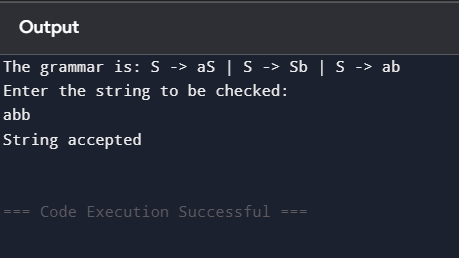 Output
The grammar is: S -> aS | S -> Sb | S -> ab
Enter the string to be checked:
abb
String accepted
=== Code Execution Successful ===